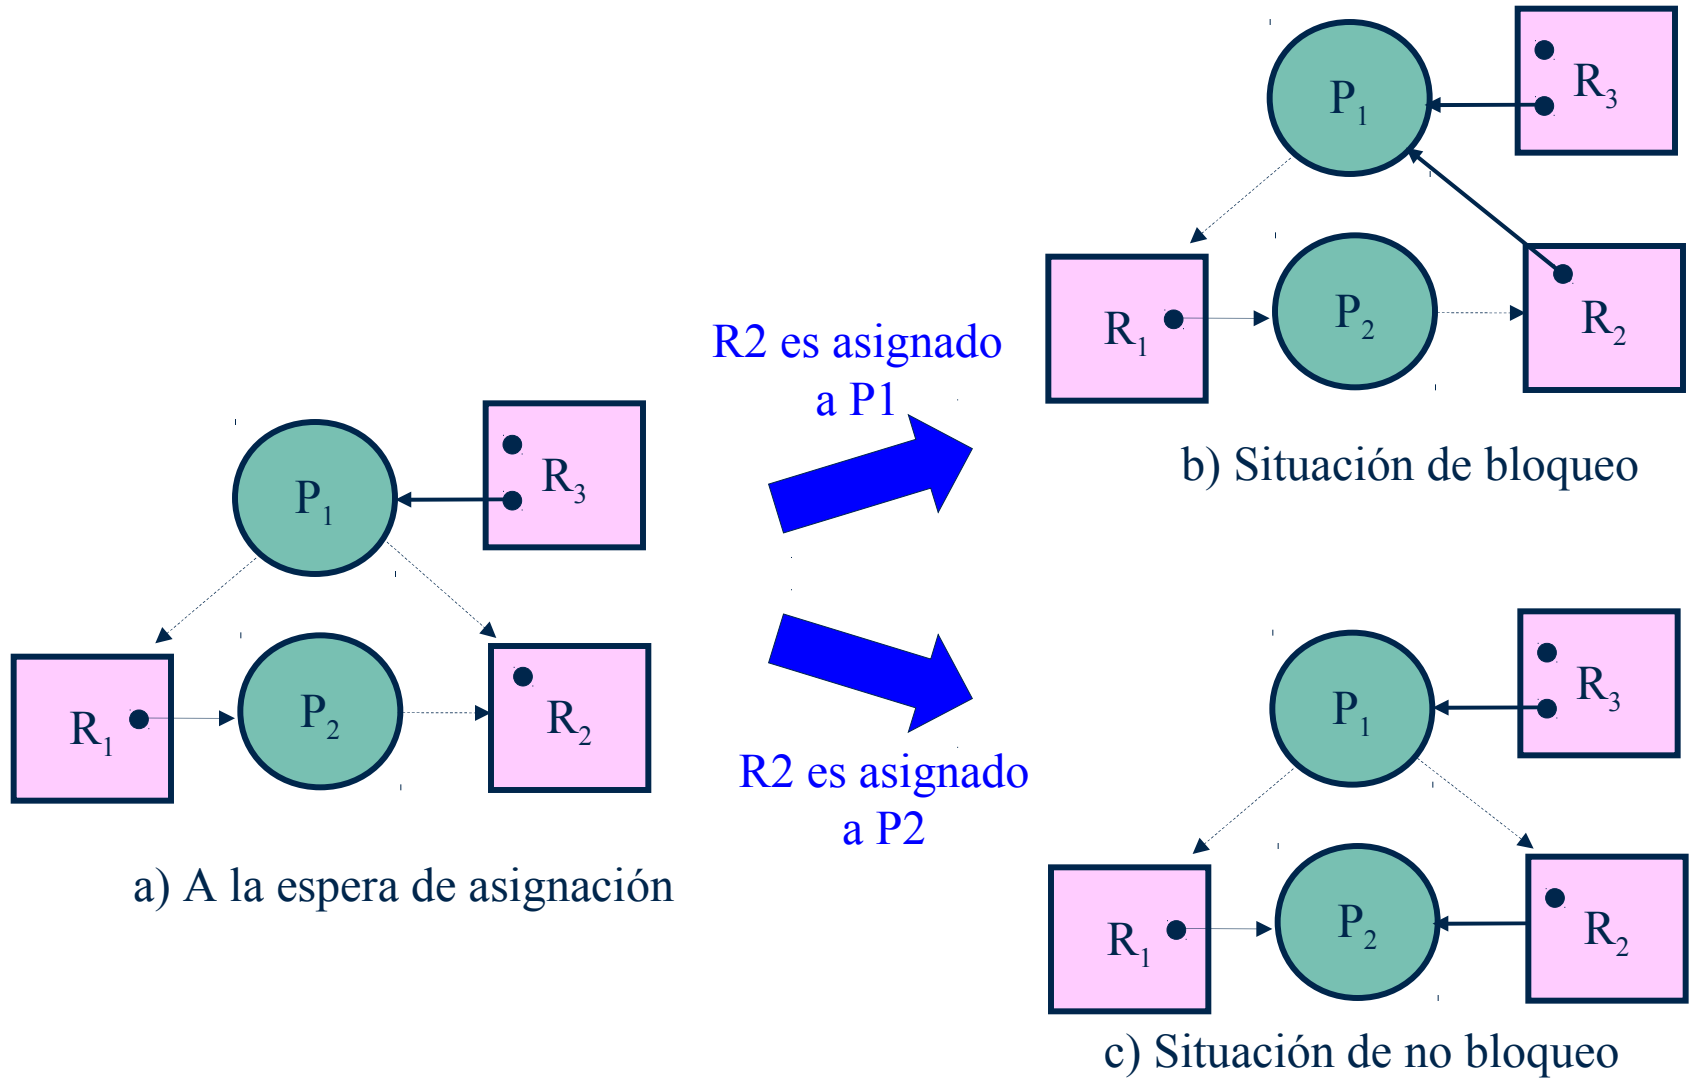 P1
R3
R1
P2
R2
a) A la espera de asignación
R2 es asignado
a P1
R2 es asignado
a P2
P1
R3
R1
P2
R2
b) Situación de bloqueo
P1
R3
R1
P2
R2
c) Situación de no bloqueo